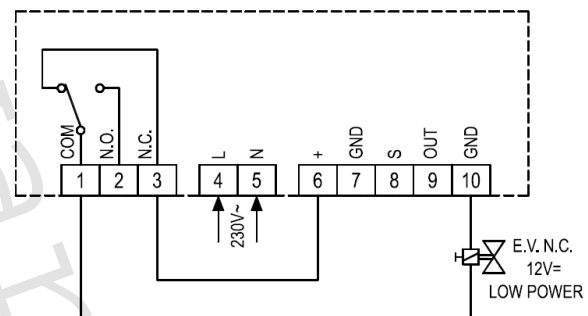 COM
N.O.
N.C.
L
N
+
GND
S
OUT
GND
1 2 3 4 5 6 7 8 9 10
230V~
E.V. N.C.
12V=
LOW POWER